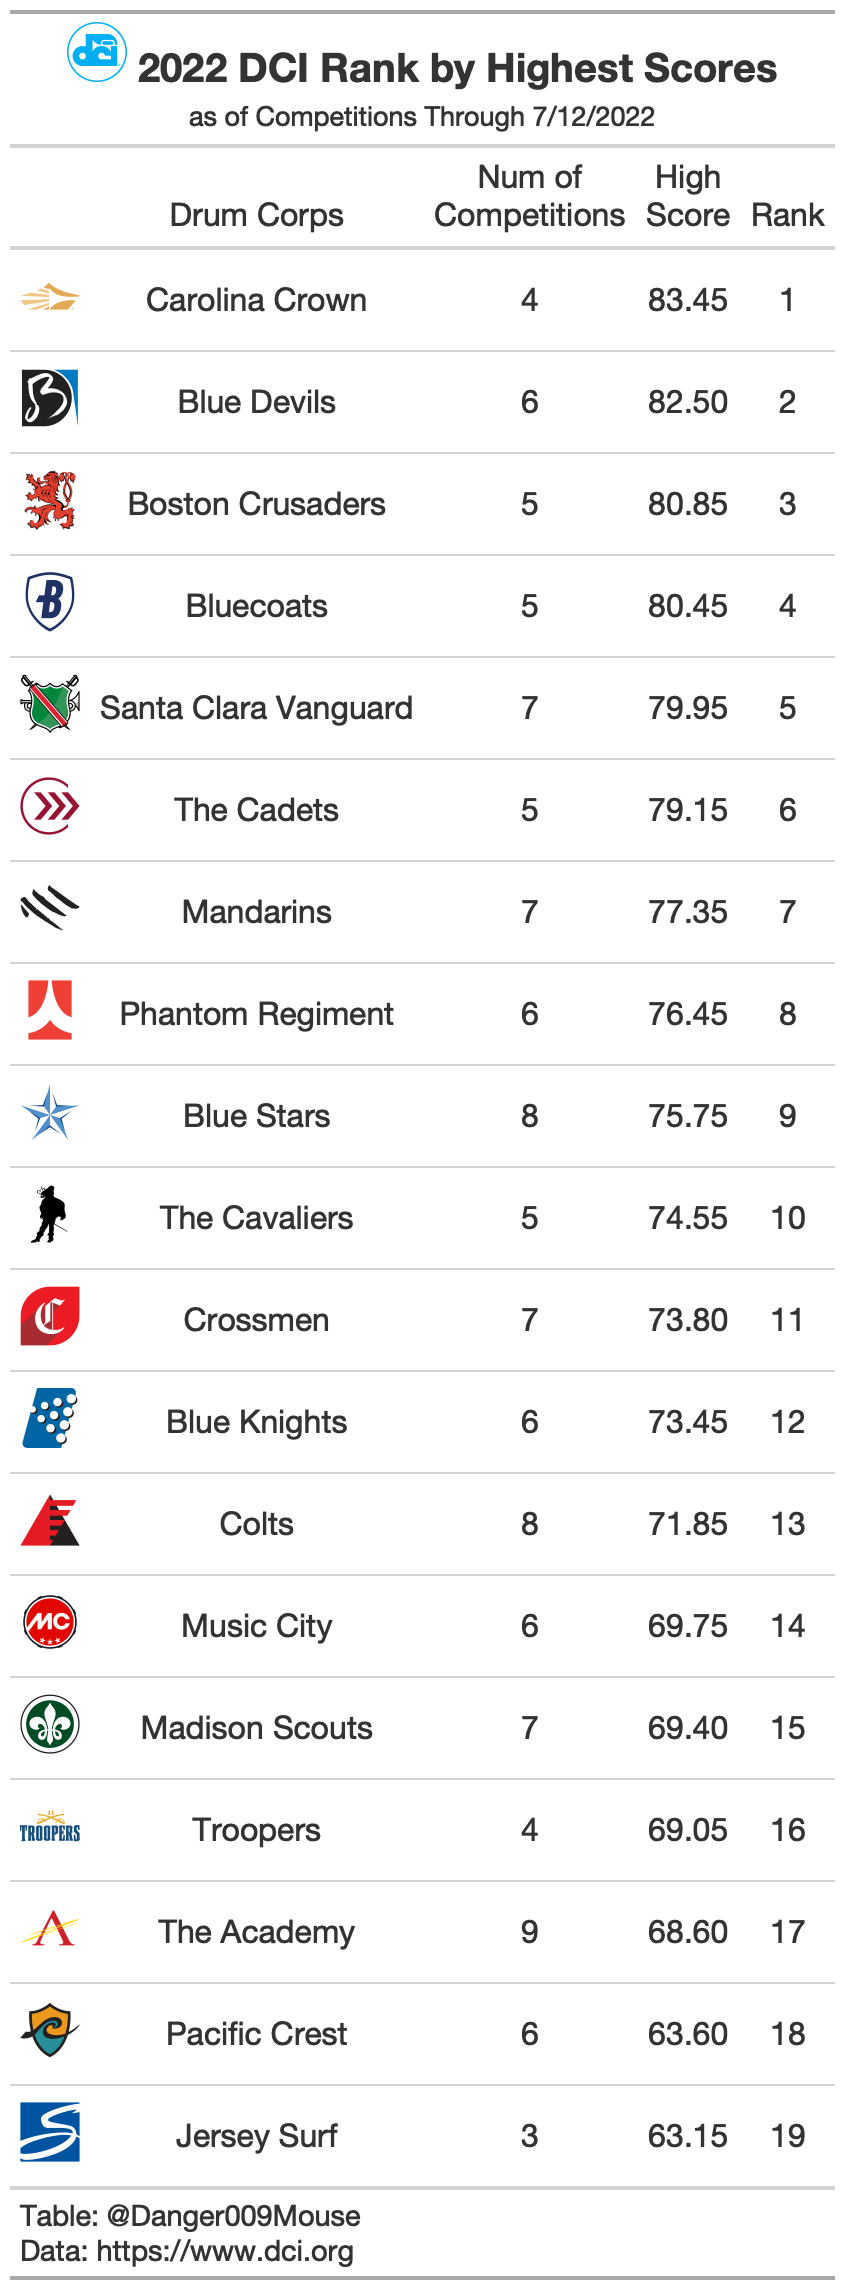 dci
2022 DCI Rank by Highest Scores
as of Competitions Through 7/12/2022
Drum Corps Num of Competitions High Score Rank
Carolina Crown 4 83.45 1
B Blue Devils 6 82.50 2
Boston Crusaders 5 80.85 3
B Bluecoats 5 80.45 4
Santa Clara Vanguard 7 79.95 5
The Cadets 5 79.15 6
Mandarins 7 77.35 7
Phantom Regiment 6 76.45 8
Blue Stars 8 75.75 9
The Cavaliers 5 74.55 10
C Crossmen 7 73.80 11
Blue Knights 6 73.45 12
Colts 8 71.85 13
MC Music City 6 69.75 14
Madison Scouts 7 69.40 15
TROOPERS Troopers 4 69.05 16
A The Academy 9 68.60 17
Pacific Crest 6 63.60 18
Jersey Surf 3 63.15 19
Table: @Danger009Mouse
Data: https://www.dci.org